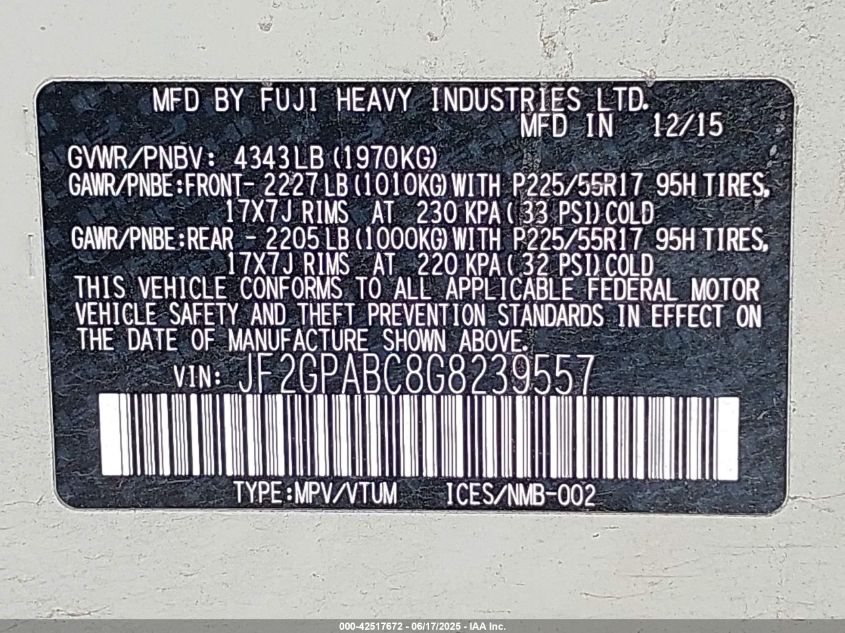 MFD BY FUJI HEAVY INDUSTRIES LTD.
MFD IN 12/15
GVWR/PNBV: 4343LB (1970KG)
GAWR/PNBE:FRONT- 2227LB (1010KG)WITH P225/55R17 95H TIRES,
17X7J RIMS AT 230 KPA( 33 PSI)COLD
GAWR/PNBE:REAR - 2205LB (1000KG)WITH P225/55R17 95H TIRES,
17X7J RIMS AT 220 KPA( 32 PSI)COLD
THIS VEHICLE CONFORMS TO ALL APPLICABLE FEDERAL MOTOR
VEHICLE SAFETY AND THEFT PREVENTION STANDARDS IN EFFECT ON
THE DATE OF MANUFACTURE SHOWN ABOVE.
VIN: JF2GPABC8G8239557
TYPE:MPV/VTUM ICES/NMB-002
000-42517672 / 06/17/2025 - IAA Inc.